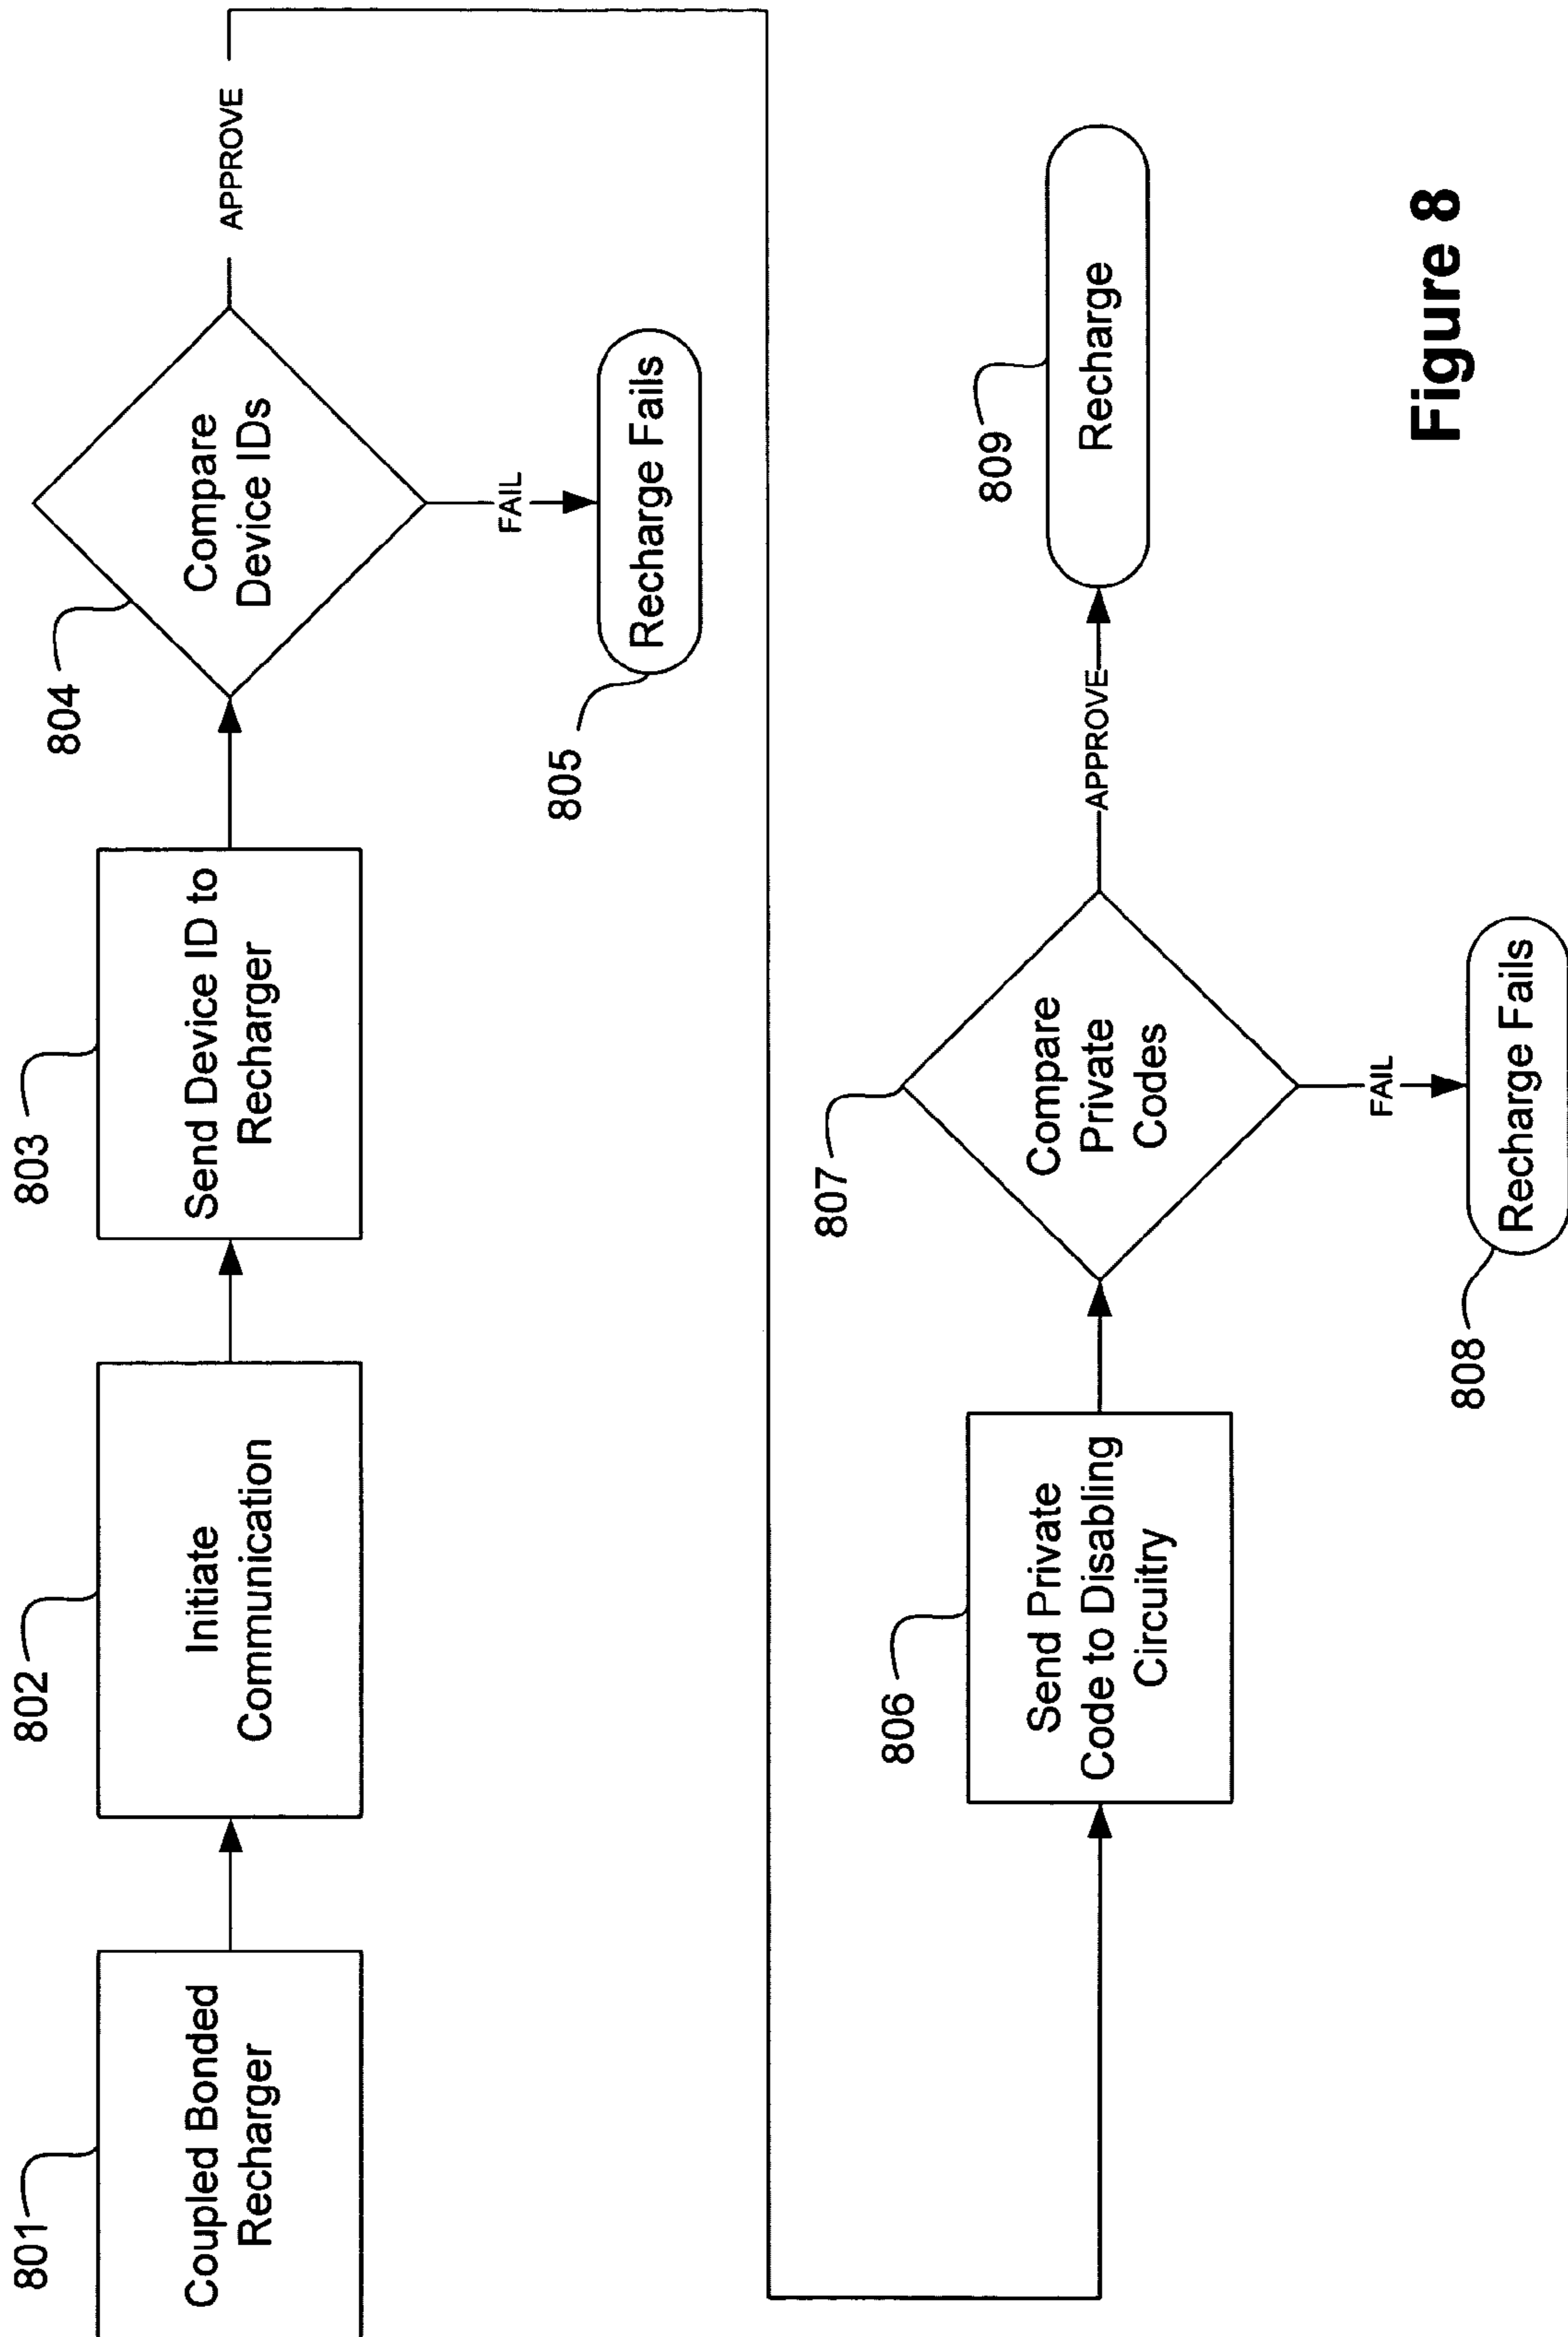 801
Coupled Bonded
Recharger
802
Initiate
Communication
803
Send Device ID to
Recharger
804
Compare
Device IDs
APPROVE
FAIL
805
Recharge Fails
806
Send Private
Code to Disabling
Circuitry
807
Compare
Private
Codes
APPROVE
809
Recharge
FAIL
808
Recharge Fails
Figure 8